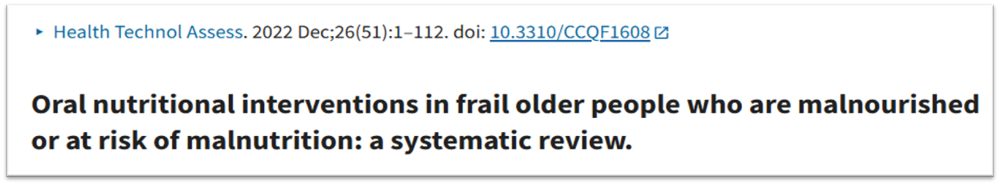 ▸ Health Technol Assess. 2022 Dec;26(51):1–112. doi: 10.3310/CCQF1608
Oral nutritional interventions in frail older people who are malnourished
or at risk of malnutrition: a systematic review.